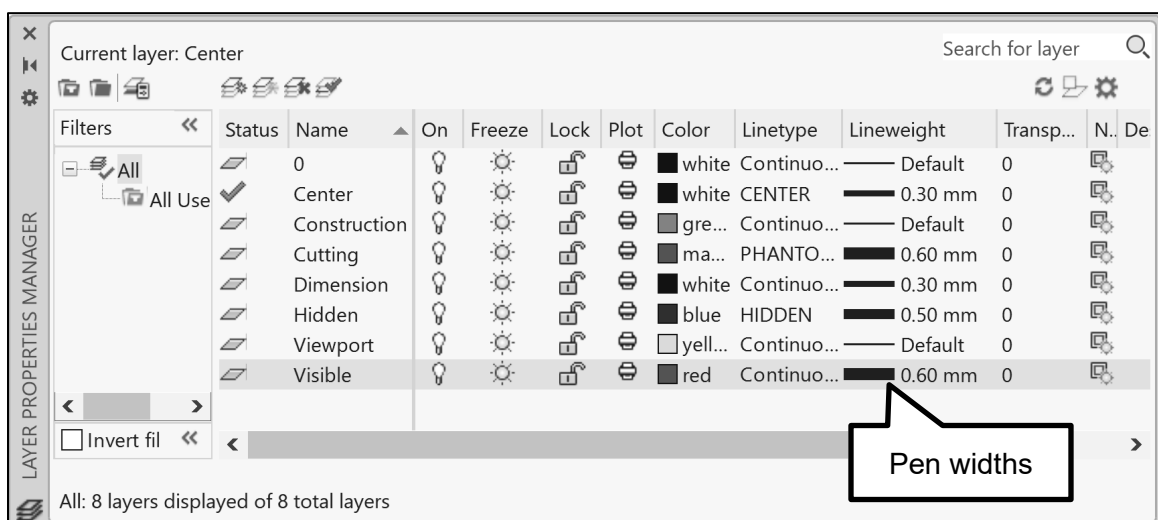 Current layer: Center
Search for layer
Filters Status Name On Freeze Lock Plot Color Linetype Lineweight Transp... N.. De
All 0 white Continuo... Default 0
All Use Center white CENTER 0.30 mm 0
Construction gre... Continuo... Default 0
Cutting ma... PHANTO... 0.60 mm 0
Dimension white Continuo... 0.30 mm 0
Hidden blue HIDDEN 0.50 mm 0
Viewport yell... Continuo... Default 0
Visible red Continuo... 0.60 mm 0
Invert fil
Pen widths
All: 8 layers displayed of 8 total layers
LAYER PROPERTIES MANAGER